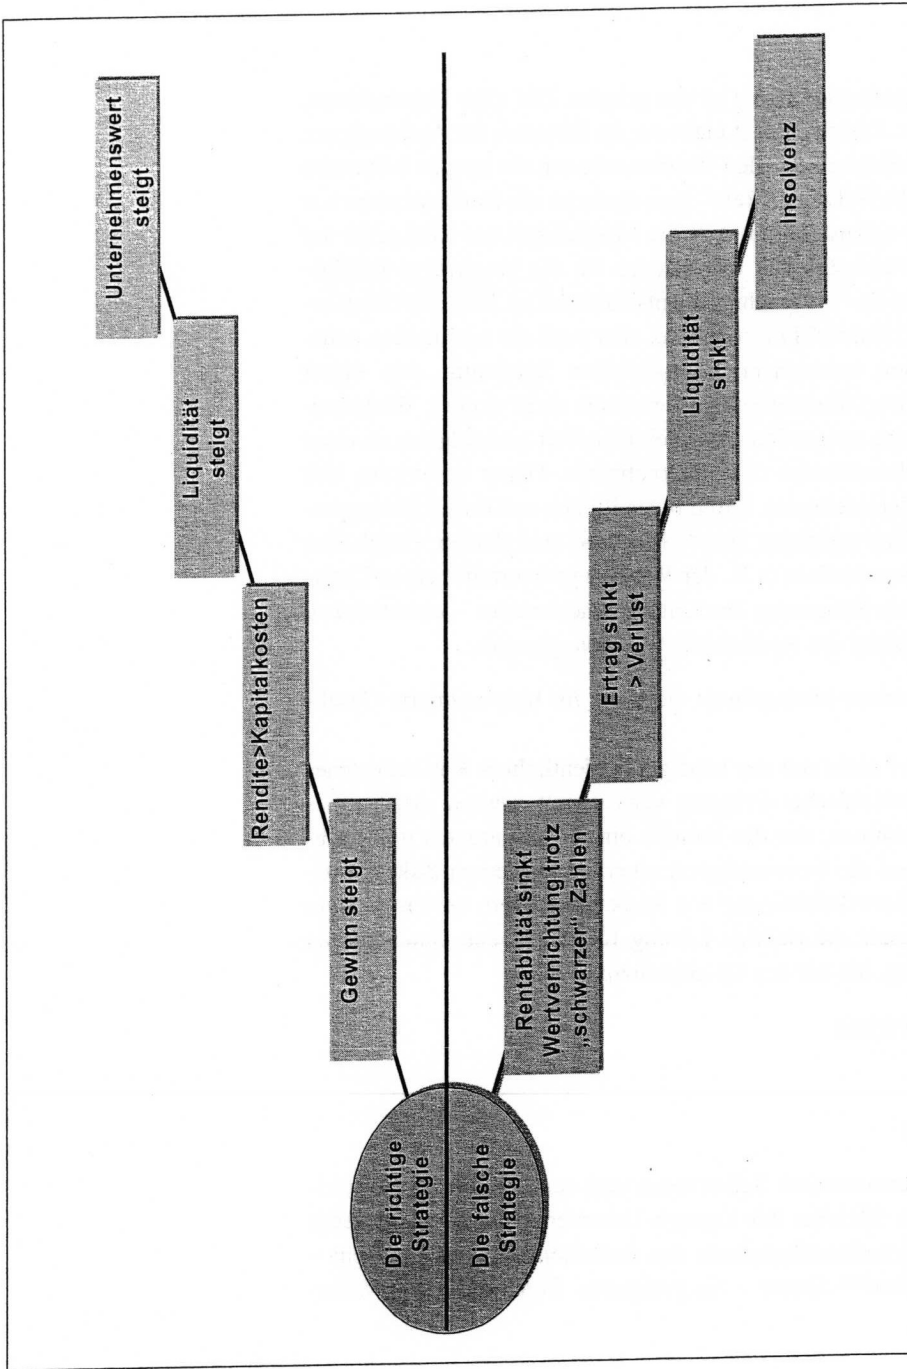 Die richtige
Strategie
Gewinn steigt
Rendite>Kapitalkosten
Liquidität
steigt
Unternehmenswert
steigt
Die falsche
Strategie
Rentabilität sinkt
Wertvernichtung trotz
„schwarzer“ Zahlen
Ertrag sinkt
> Verlust
Liquidität
sinkt
Insolvenz